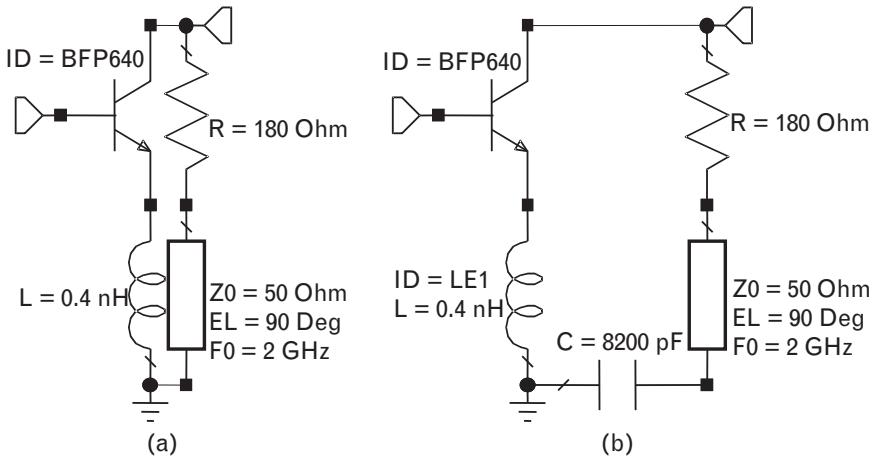 ID = BFP640
R = 180 Ohm
L = 0.4 nH
Z0 = 50 Ohm
EL = 90 Deg
F0 = 2 GHz
(a)
ID = BFP640
R = 180 Ohm
ID = LE1
L = 0.4 nH
C = 8200 pF
Z0 = 50 Ohm
EL = 90 Deg
F0 = 2 GHz
(b)